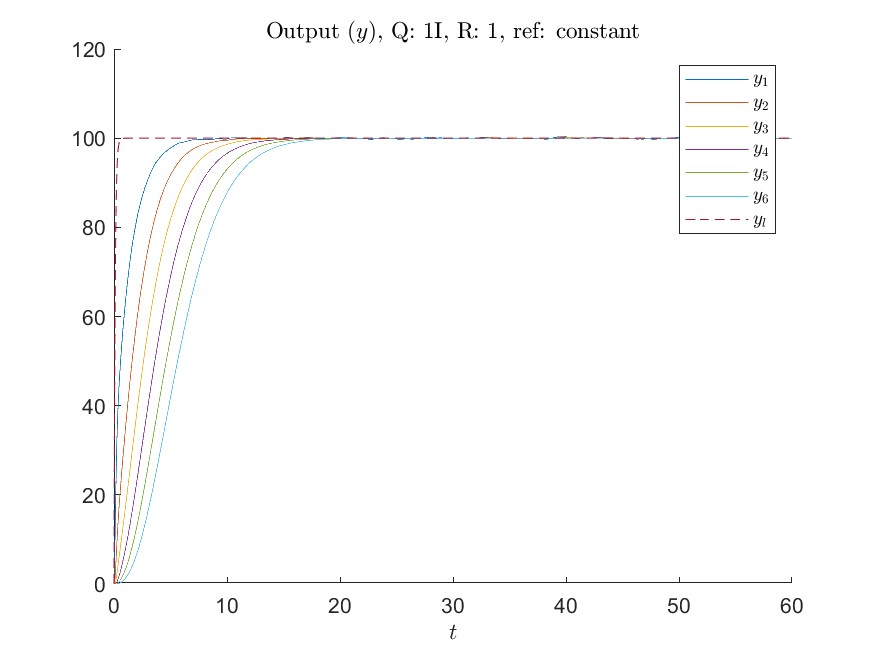 Output (y), Q: 1I, R: 1, ref: constant
120
100
80
60
40
20
0
0 10 20 30 40 50 60
t
y₁
y₂
y₃
y₄
y₅
y₆
yₗ